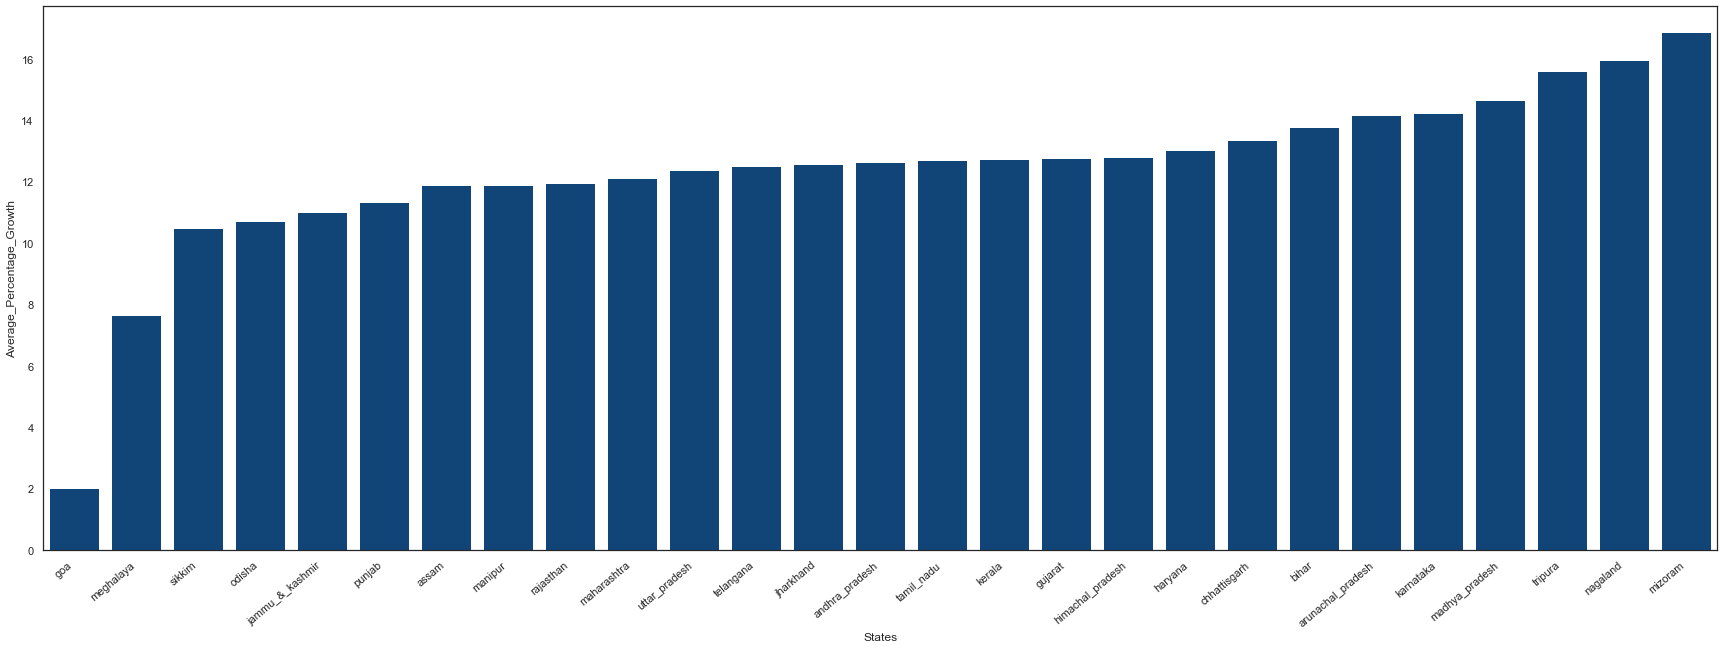 Average_Percentage_Growth
16
14
12
10
8
6
4
2
0
goa
meghalaya
sikkim
odisha
jammu_&_kashmir
punjab
assam
manipur
rajasthan
maharashtra
uttar_pradesh
telangana
jharkhand
andhra_pradesh
tamil_nadu
kerala
gujarat
himachal_pradesh
haryana
chhattisgarh
bihar
arunachal_pradesh
karnataka
madhya_pradesh
tripura
nagaland
mizoram
States